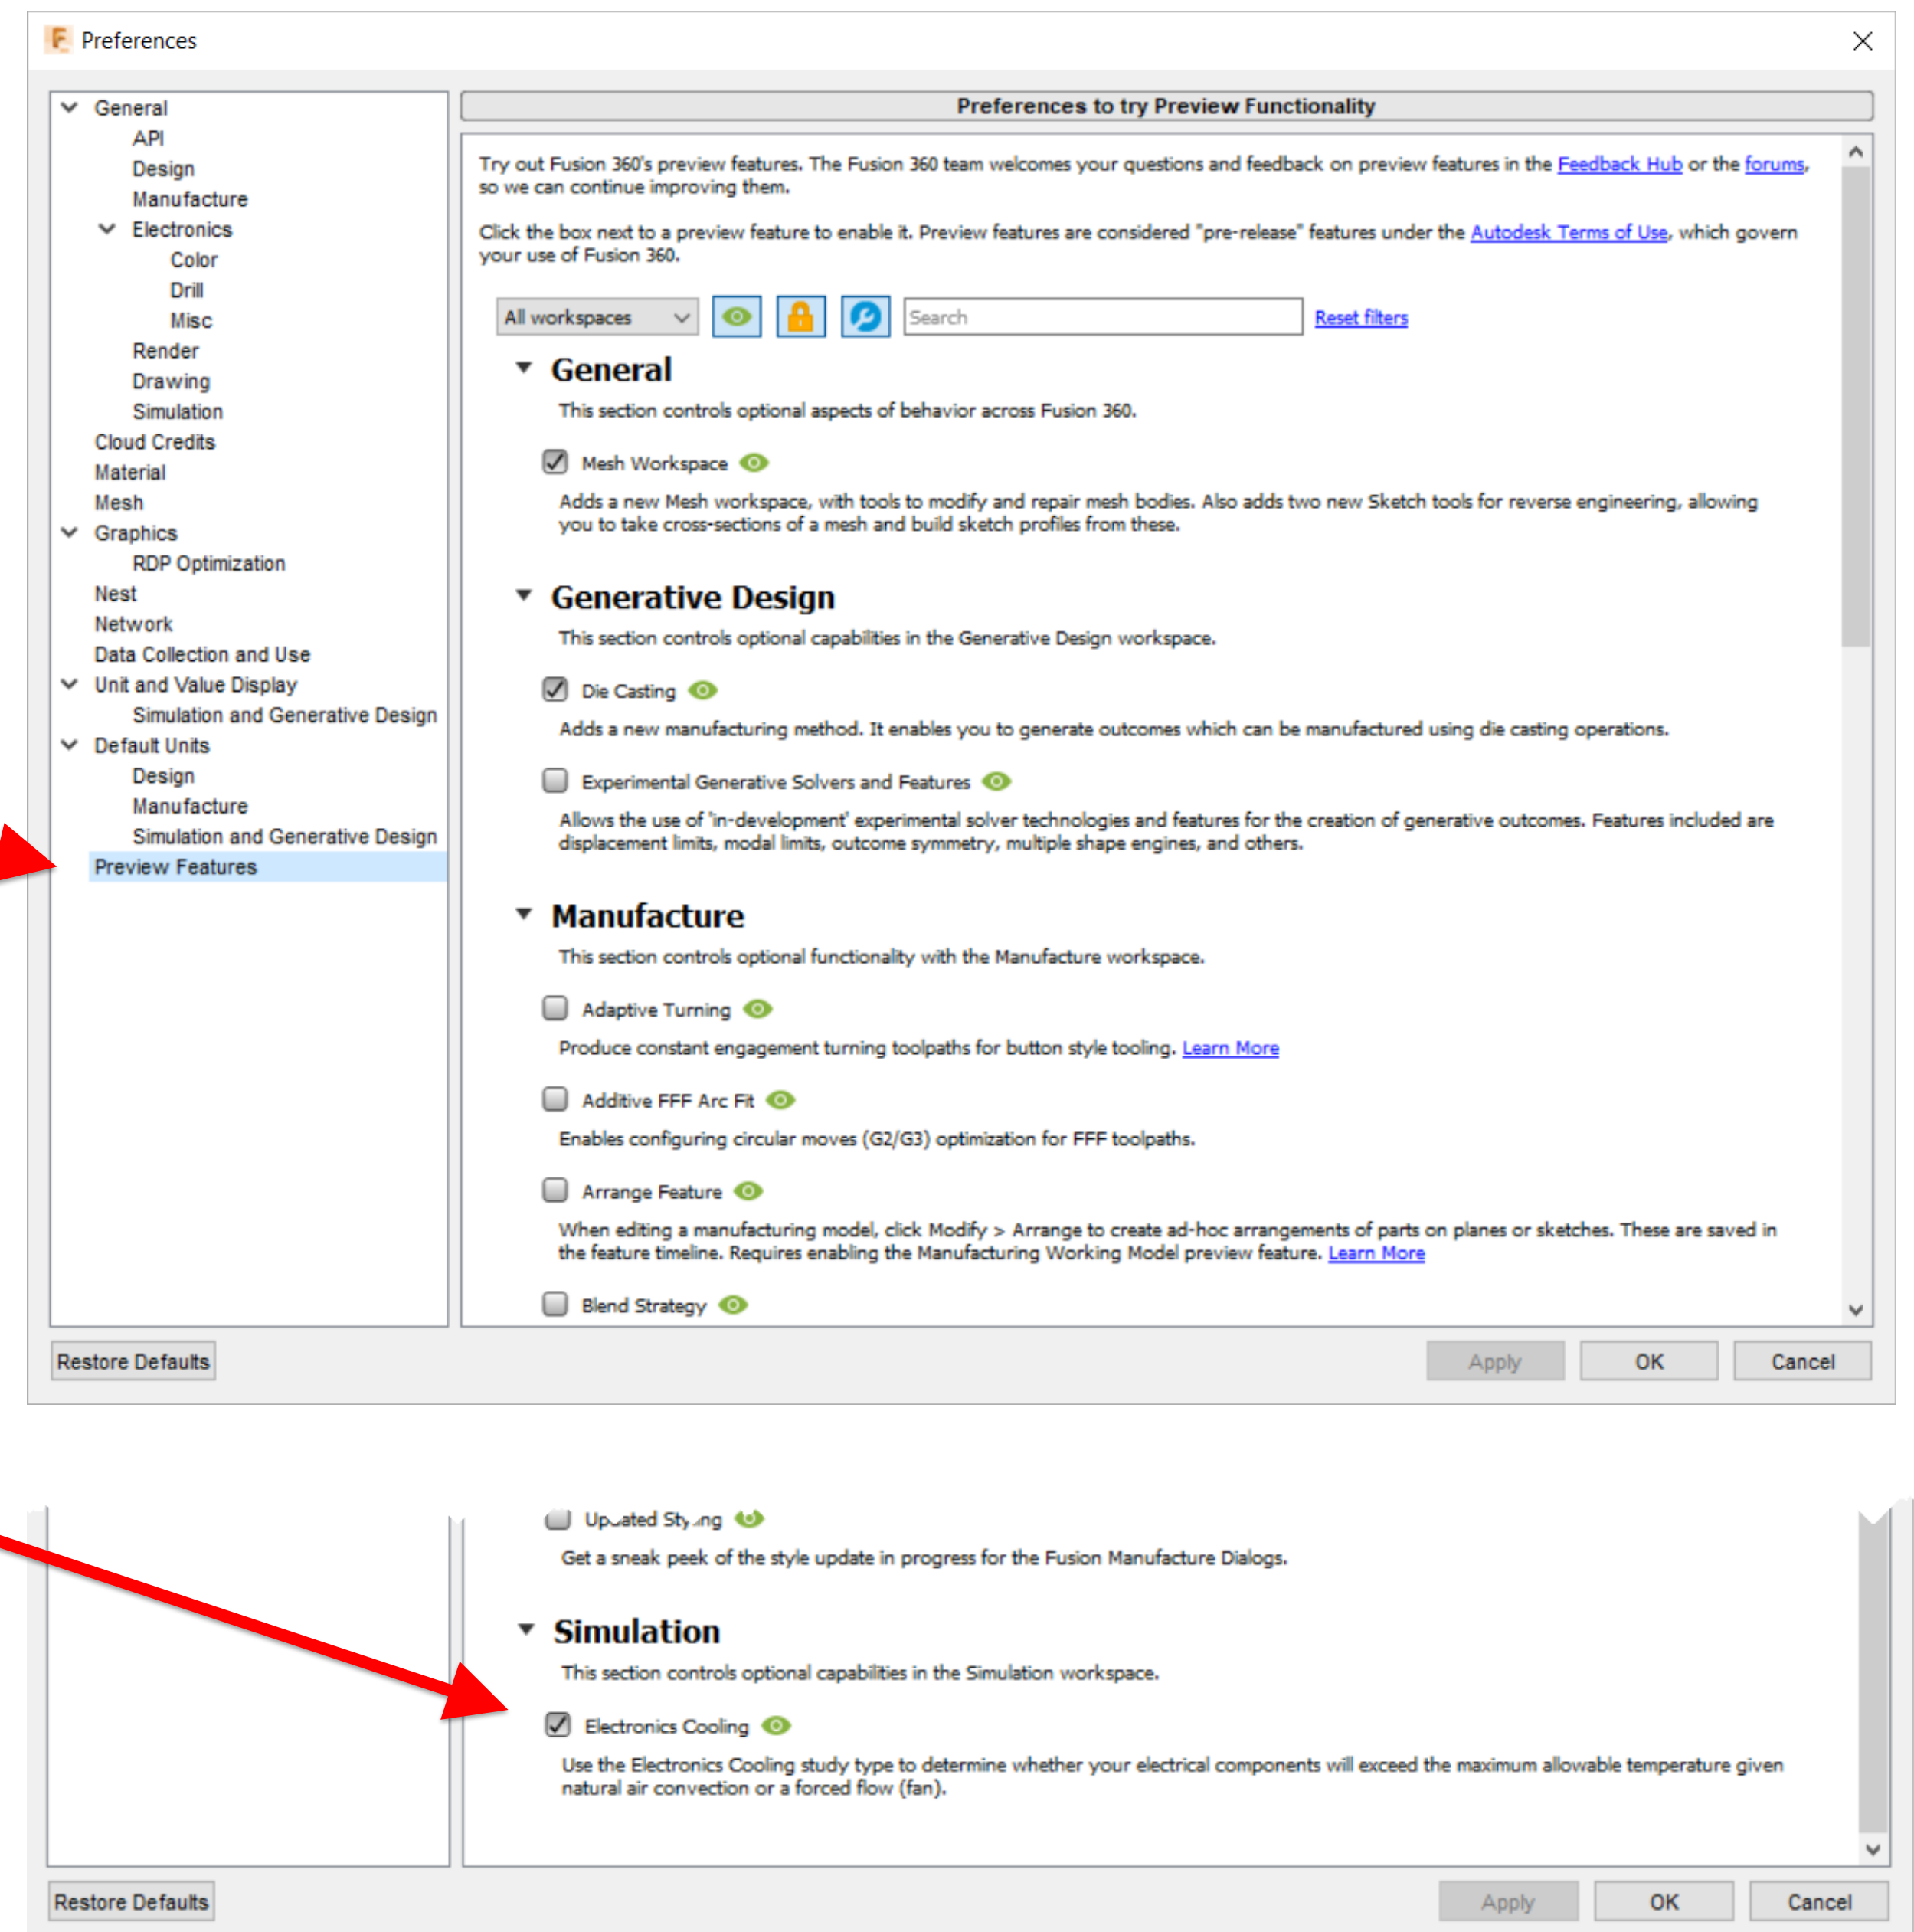 Preferences
General
API
Design
Manufacture
Electronics
Color
Drill
Misc
Render
Drawing
Simulation
Cloud Credits
Material
Mesh
Graphics
RDP Optimization
Nest
Network
Data Collection and Use
Unit and Value Display
Simulation and Generative Design
Default Units
Design
Manufacture
Simulation and Generative Design
Preview Features
Preferences to try Preview Functionality
Try out Fusion 360's preview features. The Fusion 360 team welcomes your questions and feedback on preview features in the Feedback Hub or the forums,
so we can continue improving them.
Click the box next to a preview feature to enable it. Preview features are considered "pre-release" features under the Autodesk Terms of Use, which govern
your use of Fusion 360.
All workspaces Search Reset filters
General
This section controls optional aspects of behavior across Fusion 360.
Mesh Workspace
Adds a new Mesh workspace, with tools to modify and repair mesh bodies. Also adds two new Sketch tools for reverse engineering, allowing
you to take cross-sections of a mesh and build sketch profiles from these.
Generative Design
This section controls optional capabilities in the Generative Design workspace.
Die Casting
Adds a new manufacturing method. It enables you to generate outcomes which can be manufactured using die casting operations.
Experimental Generative Solvers and Features
Allows the use of 'in-development' experimental solver technologies and features for the creation of generative outcomes. Features included are
displacement limits, modal limits, outcome symmetry, multiple shape engines, and others.
Manufacture
This section controls optional functionality with the Manufacture workspace.
Adaptive Turning
Produce constant engagement turning toolpaths for button style tooling. Learn More
Additive FFF Arc Fit
Enables configuring circular moves (G2/G3) optimization for FFF toolpaths.
Arrange Feature
When editing a manufacturing model, click Modify > Arrange to create ad-hoc arrangements of parts on planes or sketches. These are saved in
the feature timeline. Requires enabling the Manufacturing Working Model preview feature. Learn More
Blend Strategy
Restore Defaults Apply OK Cancel
Updated Styling
Get a sneak peek of the style update in progress for the Fusion Manufacture Dialogs.
Simulation
This section controls optional capabilities in the Simulation workspace.
Electronics Cooling
Use the Electronics Cooling study type to determine whether your electrical components will exceed the maximum allowable temperature given
natural air convection or a forced flow (fan).
Restore Defaults Apply OK Cancel